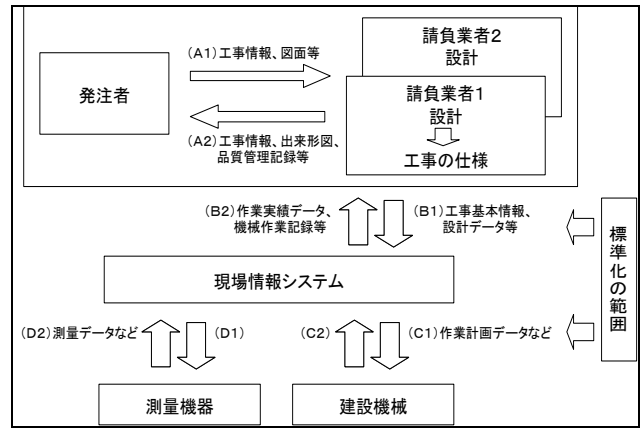 発注者
(A1)工事情報、図面等
(A2)工事情報、出来形図、
品質管理記録等
請負業者2
設計
請負業者1
設計
工事の仕様
(B2)作業実績データ、
機械作業記録等
(B1)工事基本情報、
設計データ等
標準化の範囲
現場情報システム
(D2)測量データなど
(D1)
(C2)
(C1)作業計画データなど
測量機器
建設機械